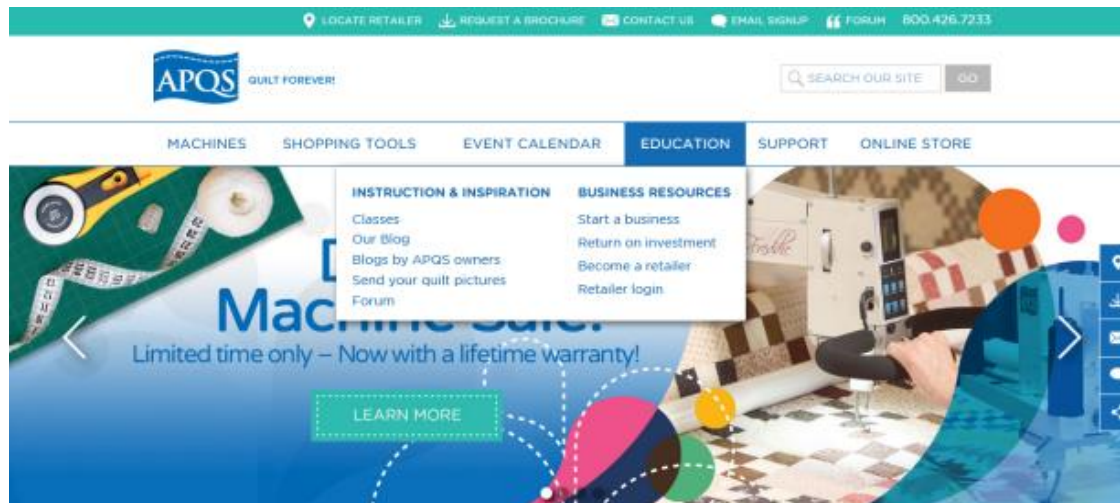 LOCATE RETAILER REQUEST A BROCHURE CONTACT US EMAIL SIGNUP FORUM 800.426.7233
APQS QUILT FOREVER!
SEARCH OUR SITE GO
MACHINES SHOPPING TOOLS EVENT CALENDAR EDUCATION SUPPORT ONLINE STORE
INSTRUCTION & INSPIRATION
Classes
Our Blog
Blogs by APQS owners
Send your quilt pictures
Forum
BUSINESS RESOURCES
Start a business
Return on investment
Become a retailer
Retailer login
Freddie
Sale!
Limited time only – Now with a lifetime warranty!
LEARN MORE